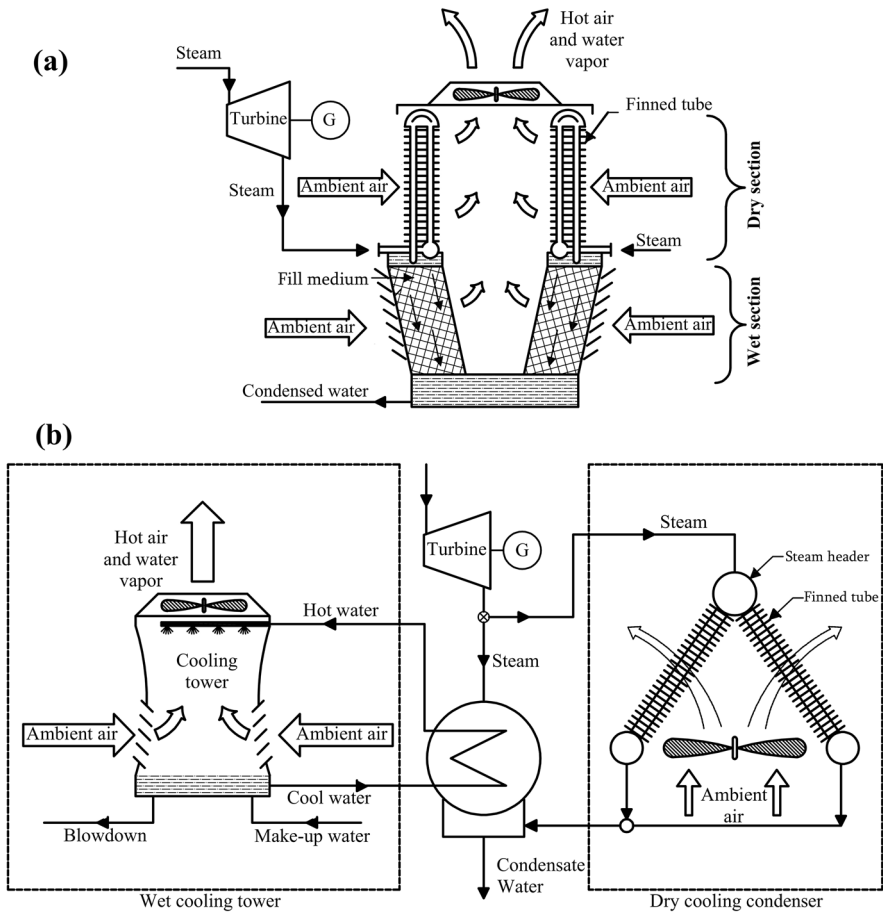 (a)
Steam
Turbine
G
Hot air
and water
vapor
Finned tube
Dry section
Ambient air
Ambient air
Steam
Steam
Fill medium
Ambient air
Ambient air
Wet section
Condensed water
(b)
Hot air
and water
vapor
Hot water
Cooling
tower
Ambient air
Ambient air
Cool water
Blowdown
Make-up water
Wet cooling tower
Turbine
G
Steam
Steam
Condensate
Water
Steam header
Finned tube
Ambient
air
Dry cooling condenser